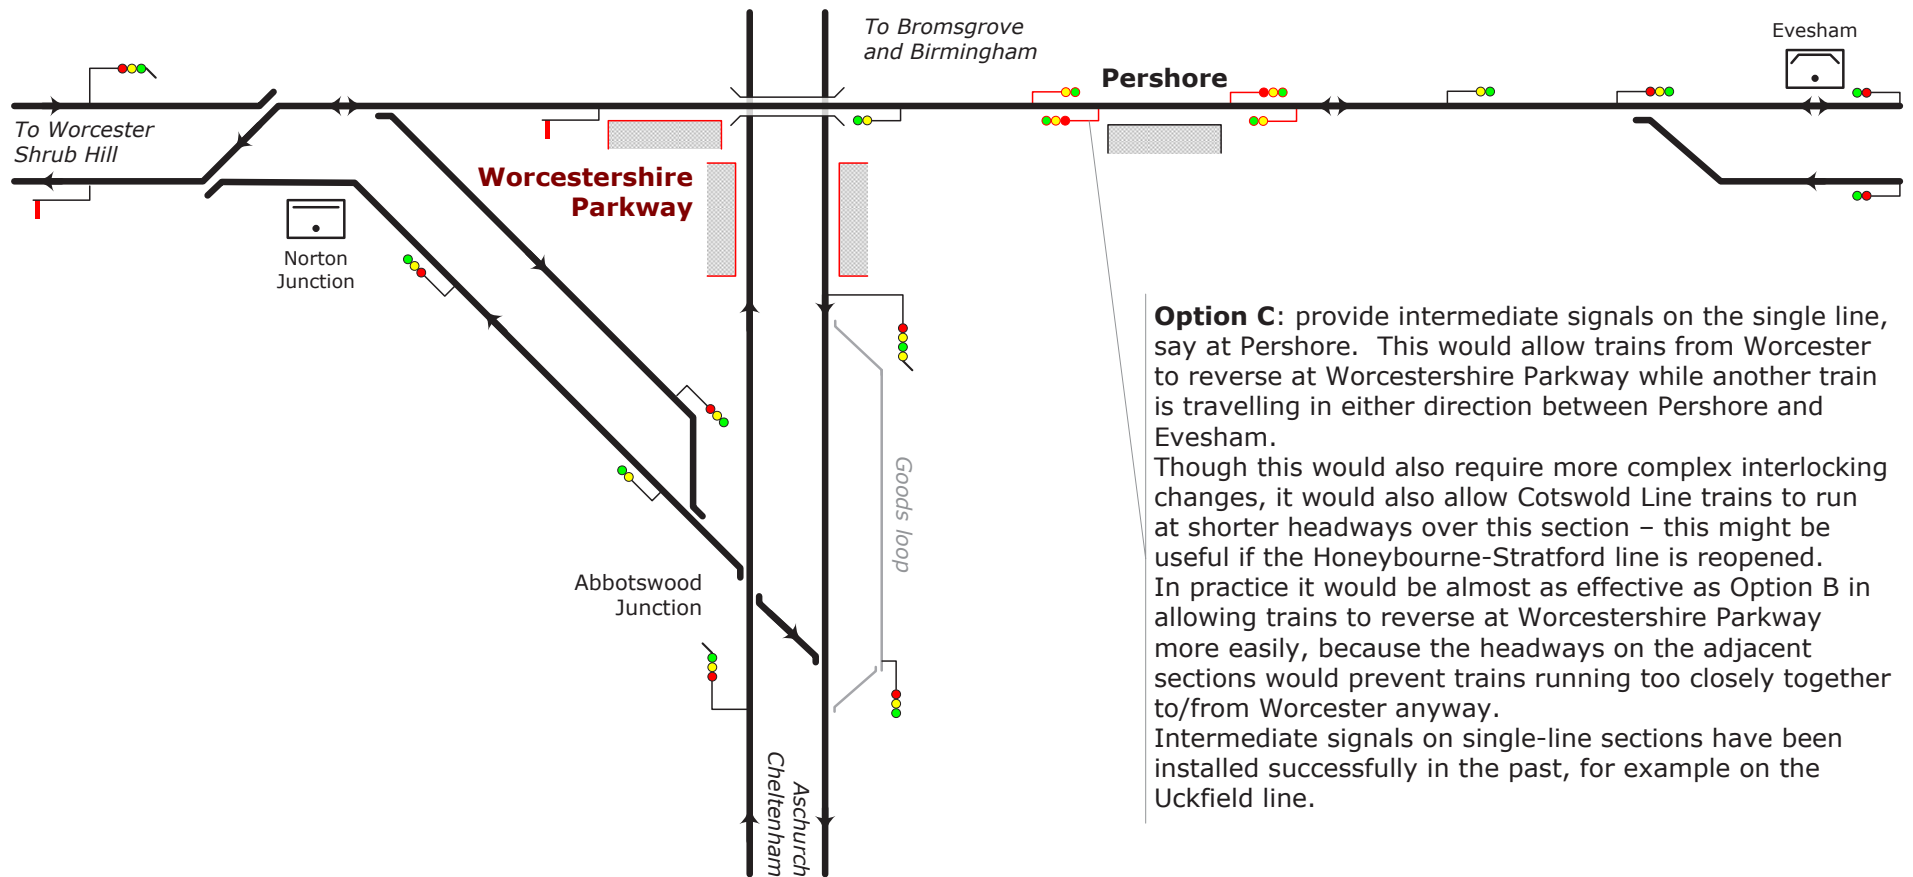 To Bromsgrove
and Birmingham
Evesham
Pershore
To Worcester
Shrub Hill
Worcestershire
Parkway
Norton
Junction
Option C: provide intermediate signals on the single line,
say at Pershore.  This would allow trains from Worcester
to reverse at Worcestershire Parkway while another train
is travelling in either direction between Pershore and
Evesham.
Though this would also require more complex interlocking
changes, it would also allow Cotswold Line trains to run
at shorter headways over this section – this might be
useful if the Honeybourne-Stratford line is reopened.
In practice it would be almost as effective as Option B in
allowing trains to reverse at Worcestershire Parkway
more easily, because the headways on the adjacent
sections would prevent trains running too closely together
to/from Worcester anyway.
Intermediate signals on single-line sections have been
installed successfully in the past, for example on the
Uckfield line.
Goods loop
Abbotswood
Junction
Aschurch
Cheltenham